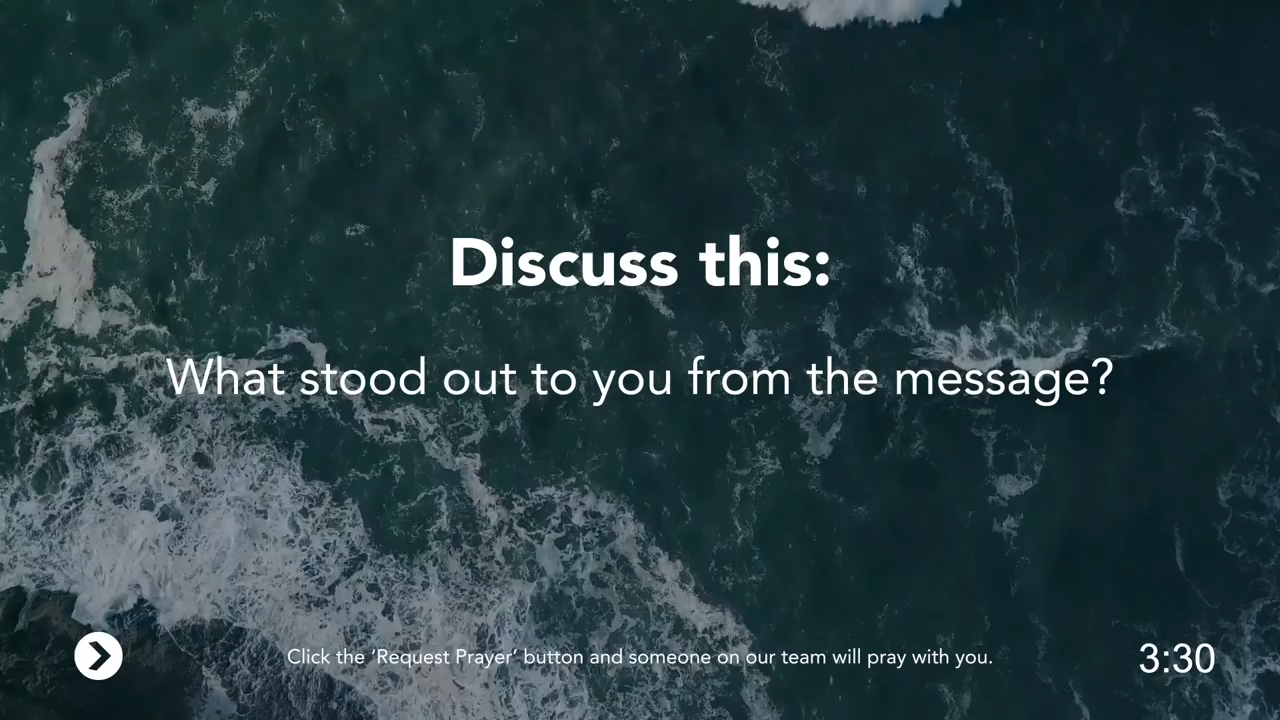 Discuss this:
What stood out to you from the message?
Click the ‘Request Prayer’ button and someone on our team will pray with you.
3:30